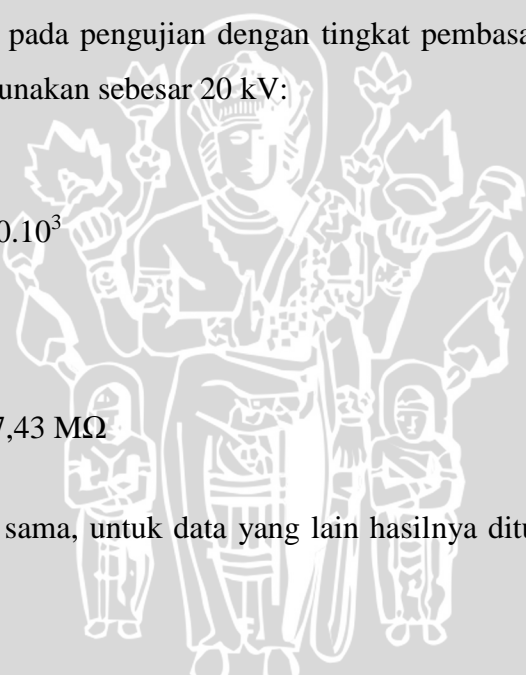 pada pengujian dengan tingkat pembasa
unakan sebesar 20 kV:
0.10³
7,43 MΩ
sama, untuk data yang lain hasilnya ditu